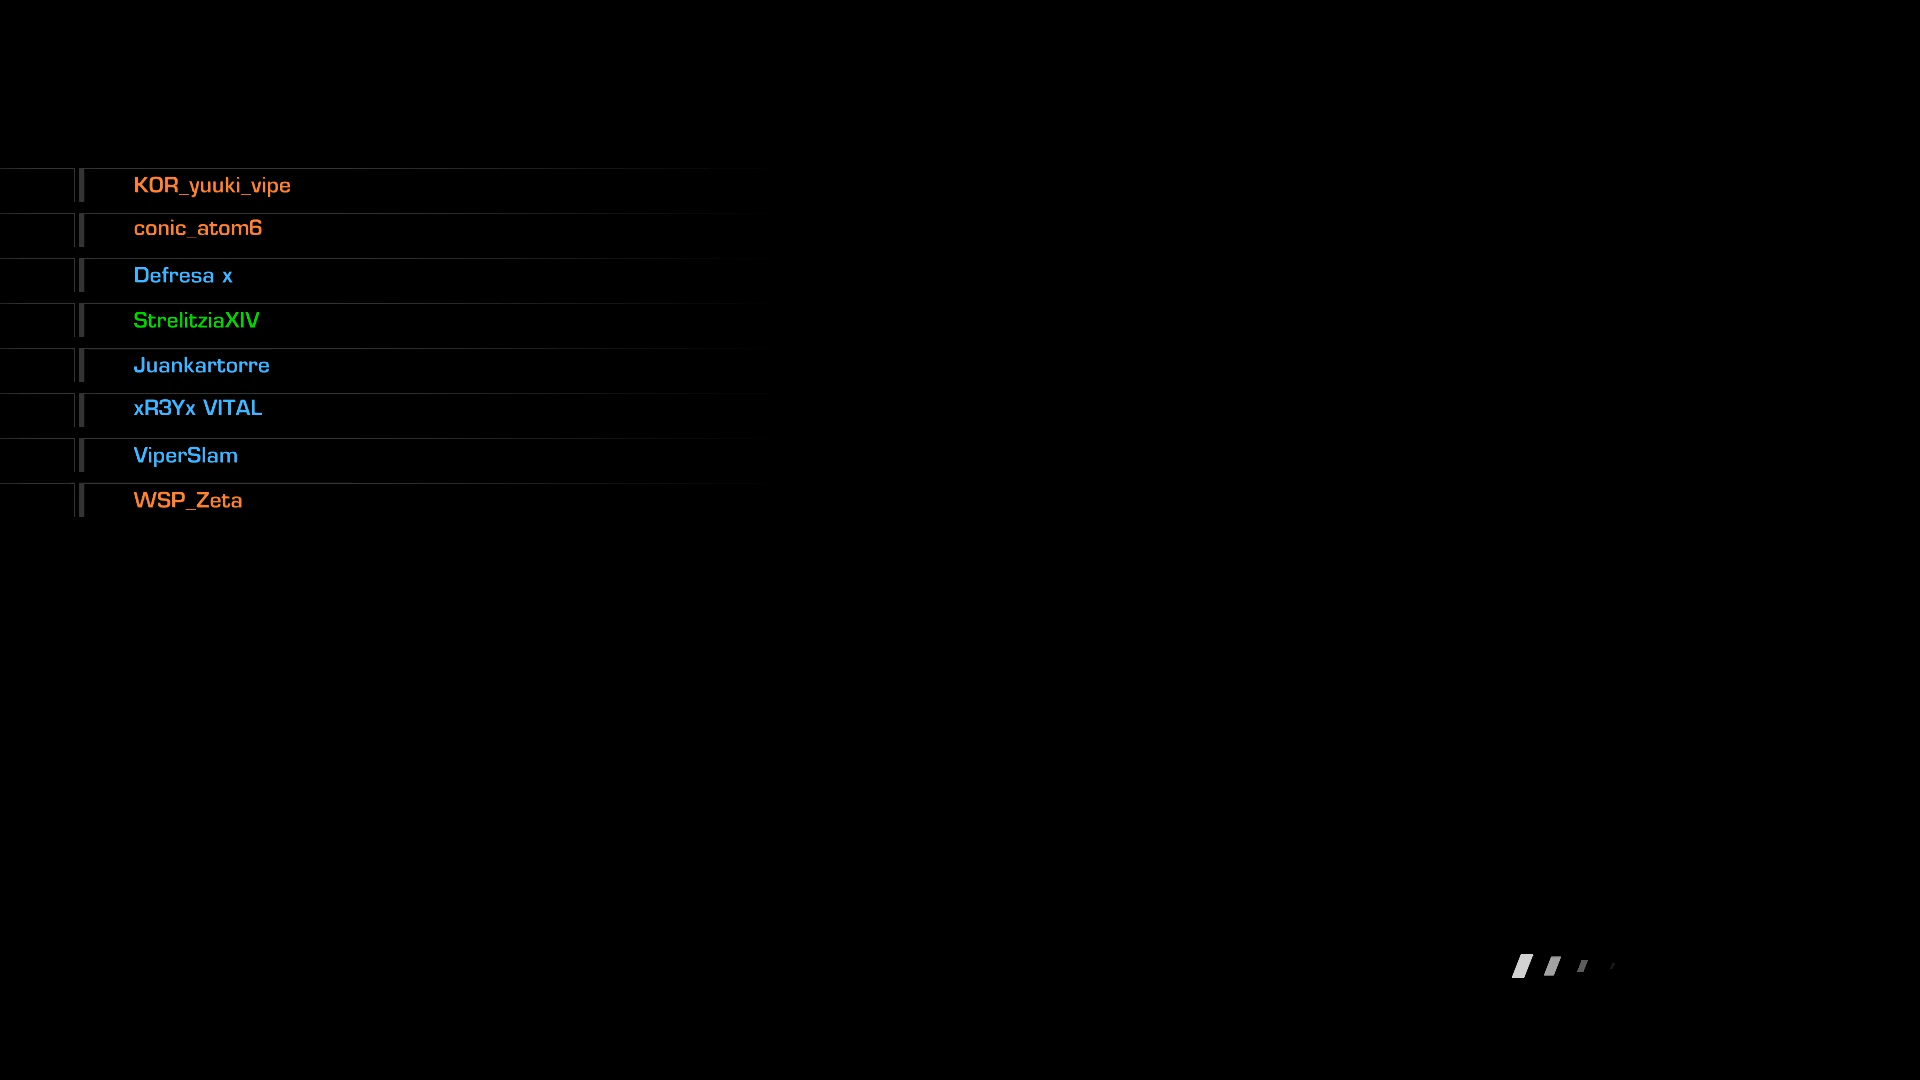 KOR_yuuki_vipe
conic_atom6
Defresa x
StrelitziaXIV
Juankartorre
xR3Yx VITAL
ViperSlam
WSP_Zeta